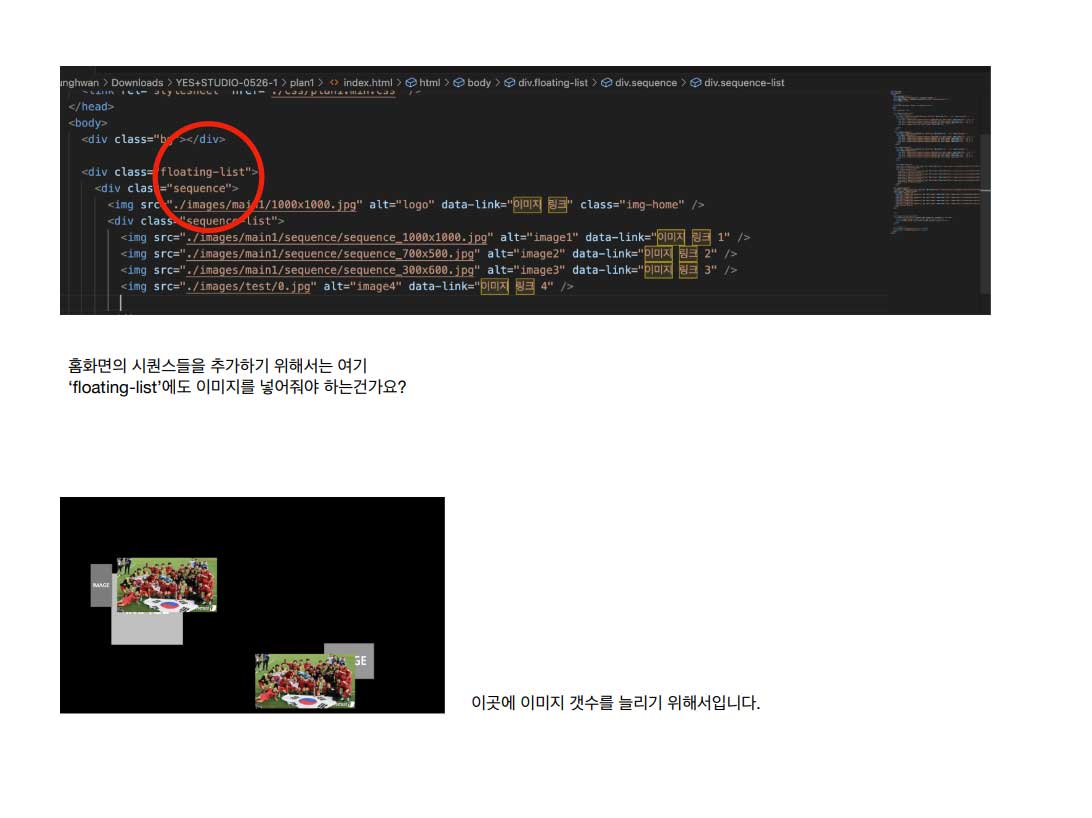 unghwan > Downloads > YES+STUDIO-0526-1 > plan1 > <> index.html > html > body > div.floating-list > div.sequence > div.sequence-list
<link rel="stylesheet" href="./css/plan1.min.css" />
</head>
<body>
<div class="bg"></div>
<div class="floating-list">
<div class="sequence">
<img src="./images/main1/1000x1000.jpg" alt="logo" data-link="이미지 링크" class="img-home" />
<div class="sequence-list">
<img src="./images/main1/sequence/sequence_1000x1000.jpg" alt="image1" data-link="이미지 링크 1" />
<img src="./images/main1/sequence/sequence_700x500.jpg" alt="image2" data-link="이미지 링크 2" />
<img src="./images/main1/sequence/sequence_300x600.jpg" alt="image3" data-link="이미지 링크 3" />
<img src="./images/test/0.jpg" alt="image4" data-link="이미지 링크 4" />
홈화면의 시퀀스들을 추가하기 위해서는 여기
‘floating-list’에도 이미지를 넣어줘야 하는건가요?
IMAGE
GE
이곳에 이미지 갯수를 늘리기 위해서입니다.